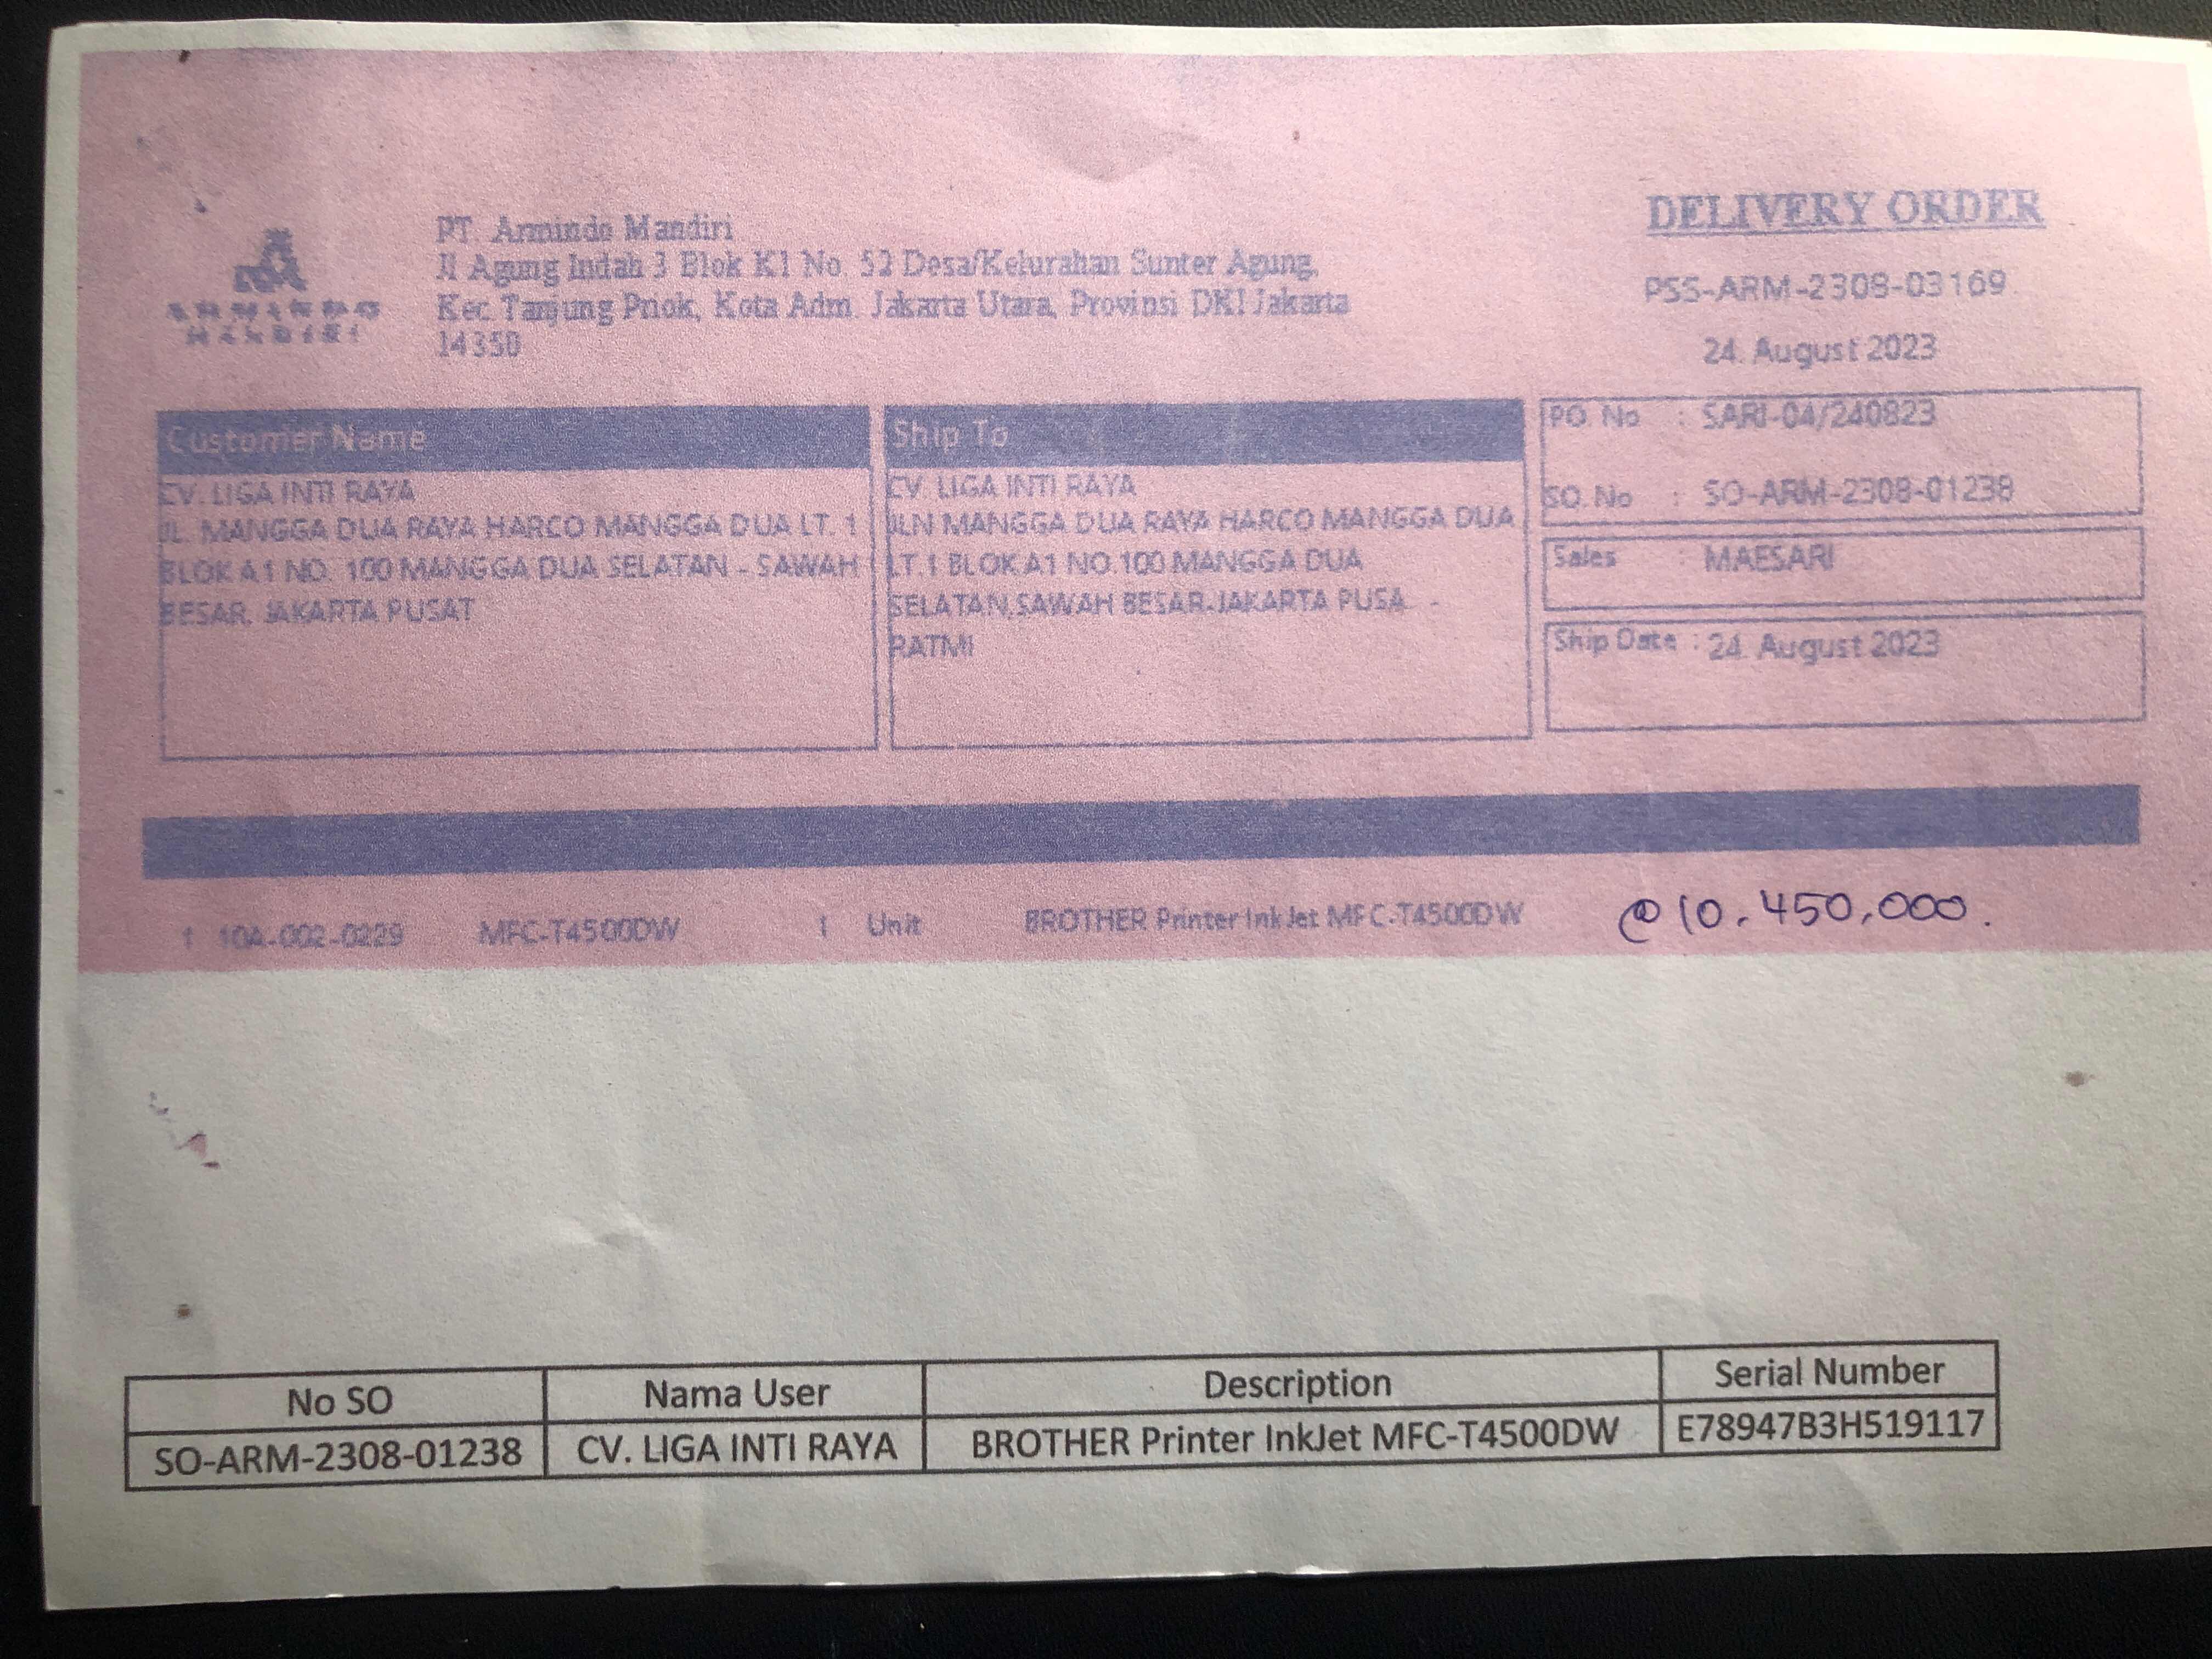 DELIVERY ORDER
PT. Armindo Mandiri
Jl Agung Indah 3 Blok K1 No. 52 Desa/Kelurahan Sunter Agung,
Kec. Tanjung Priok, Kota Adm. Jakarta Utara, Provinsi DKI Jakarta
14350
ARMINDO
MANDIRI
PSS-ARM-2308-03169
24 August 2023
Customer Name
CV. LIGA INTI RAYA
JL. MANGGA DUA RAYA HARCO MANGGA DUA LT. 1
BLOK A1 NO. 100 MANGGA DUA SELATAN - SAWAH
BESAR. JAKARTA PUSAT
Ship To
CV. LIGA INTI RAYA
JLN MANGGA DUA RAYA HARCO MANGGA DUA
LT.1 BLOK A1 NO.100 MANGGA DUA
SELATAN,SAWAH BESAR-JAKARTA PUSA -
RATMI
PO. No : SARI-04/240823
SO. No : SO-ARM-2308-01238
Sales : MAESARI
Ship Date : 24 August 2023
1 10A-002-0229 MFC-T4500DW 1 Unit BROTHER Printer InkJet MFC-T4500DW @ 10.450,000.
No SO Nama User Description Serial Number
SO-ARM-2308-01238 CV. LIGA INTI RAYA BROTHER Printer InkJet MFC-T4500DW E78947B3H519117